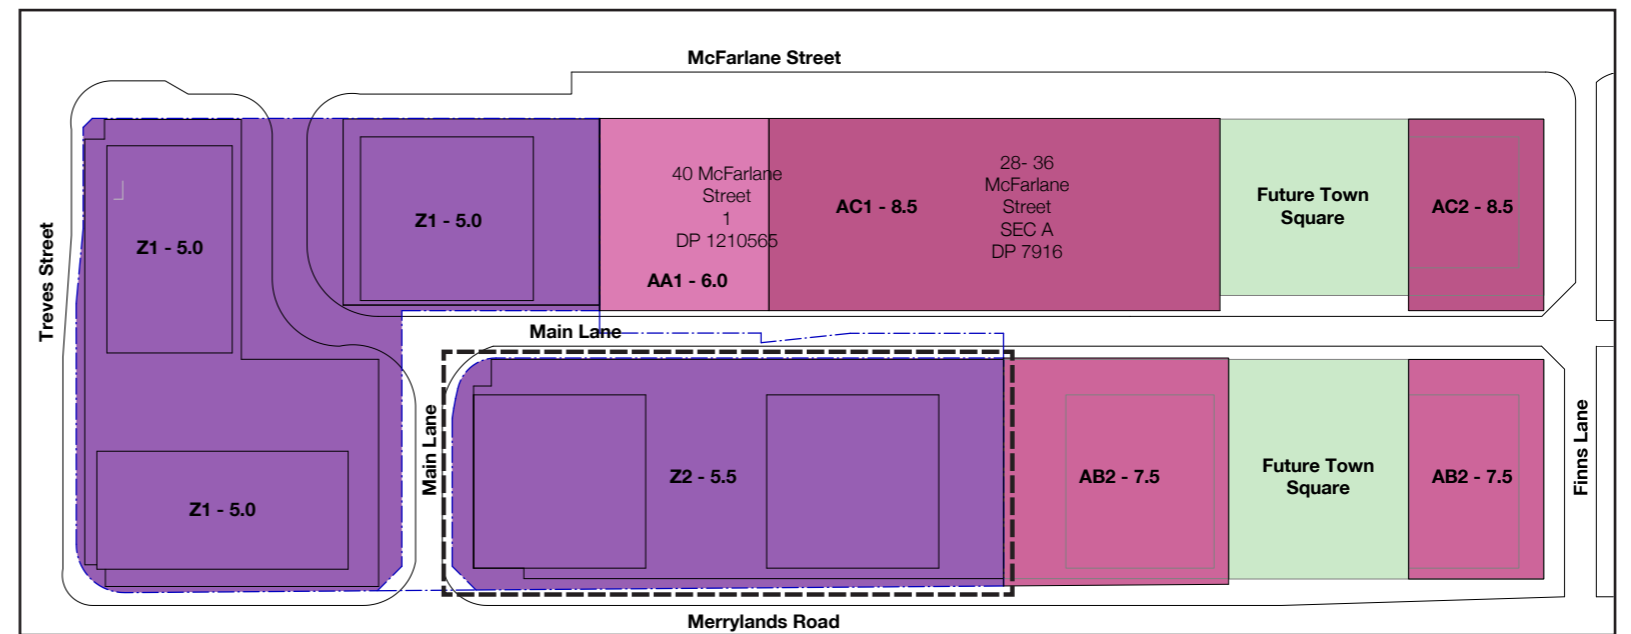 McFarlane Street
Treves Street
Z1 - 5.0
Z1 - 5.0
40 McFarlane
Street
1
DP 1210565
AA1 - 6.0
AC1 - 8.5
28- 36
McFarlane
Street
SEC A
DP 7916
Future Town
Square
AC2 - 8.5
Main Lane
Main Lane
Z1 - 5.0
Z2 - 5.5
AB2 - 7.5
Future Town
Square
AB2 - 7.5
Finns Lane
Merrylands Road